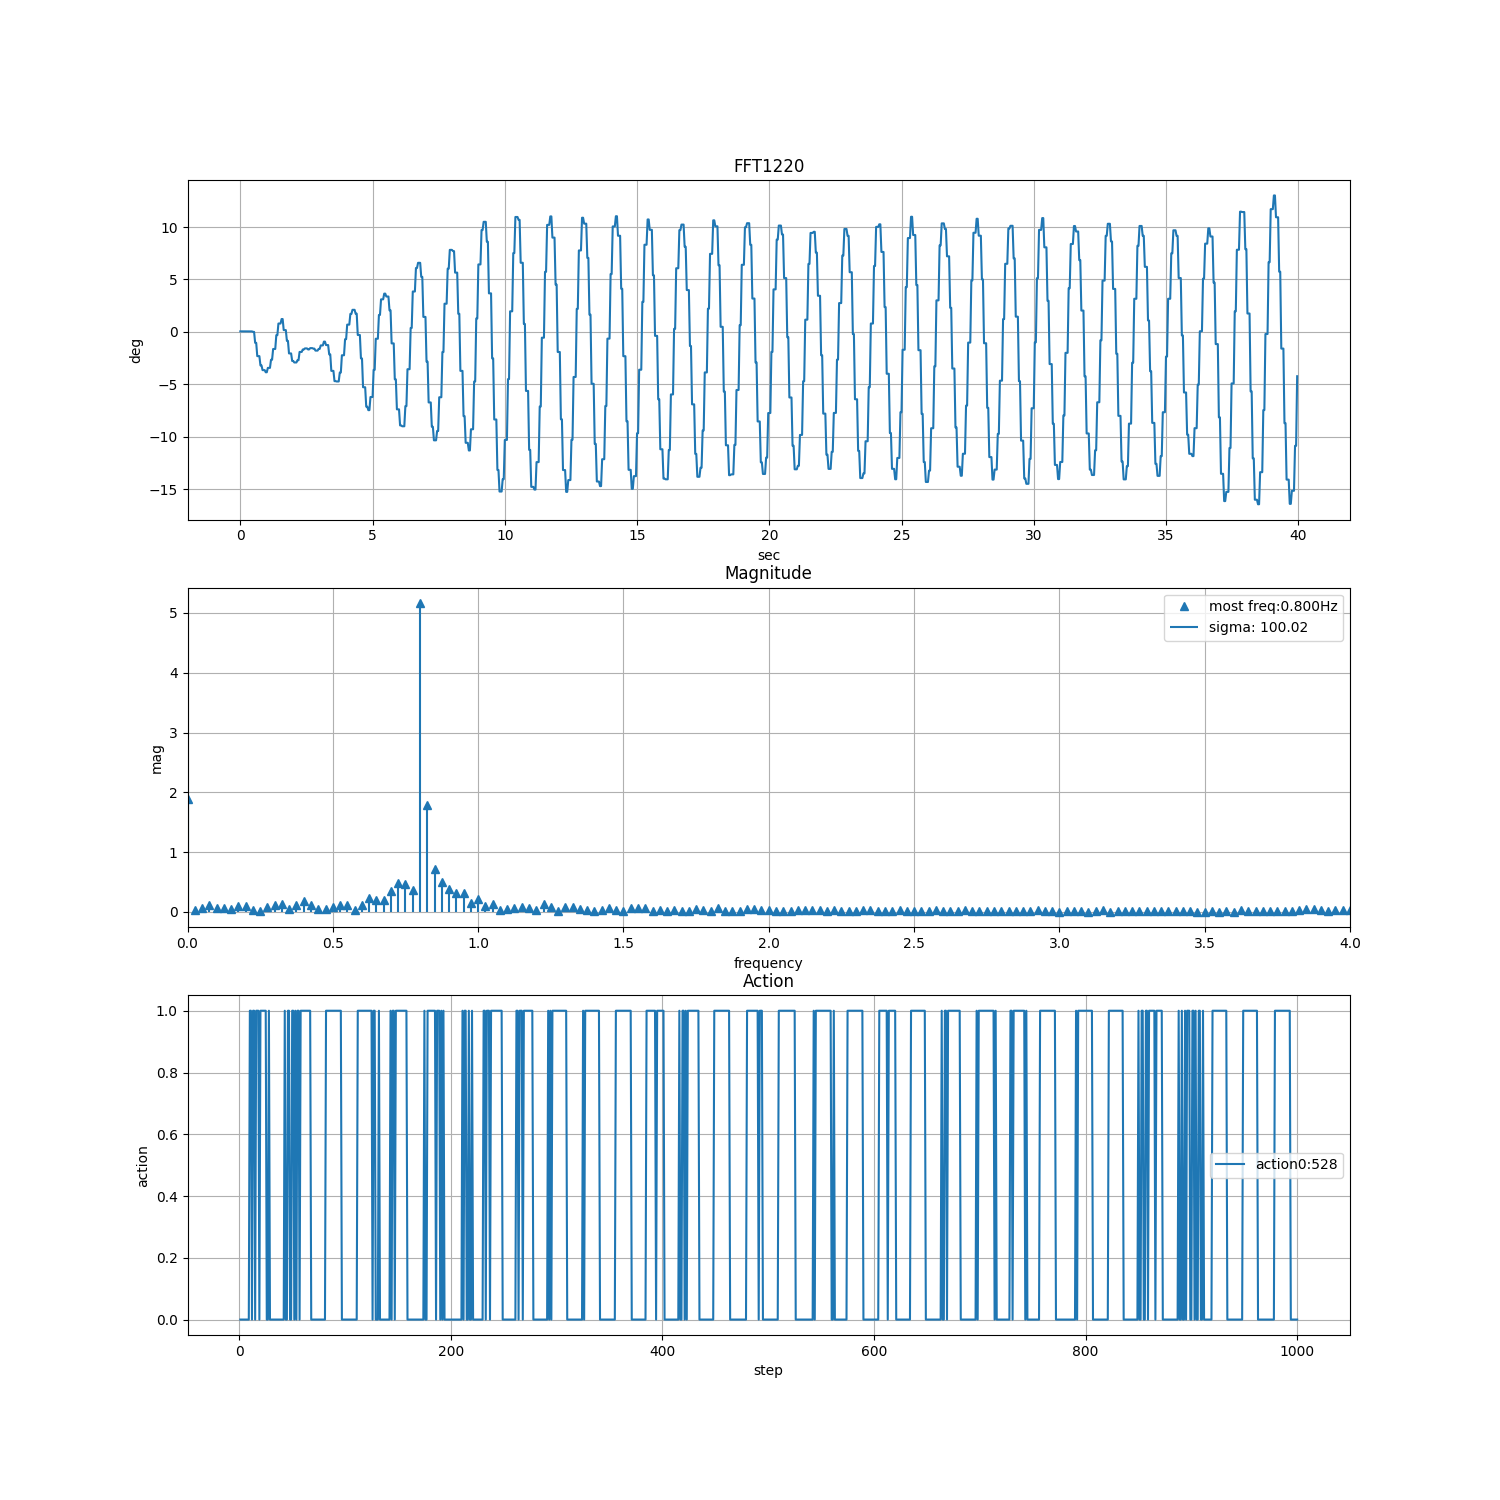 FFT1220
10
5
0
−5
−10
−15
deg
0 5 10 15 20 25 30 35 40
sec
Magnitude
most freq:0.800Hz
sigma: 100.02
5
4
3
2
1
0
mag
0.0 0.5 1.0 1.5 2.0 2.5 3.0 3.5 4.0
frequency
Action
1.0
0.8
0.6
0.4
0.2
0.0
action
action0:528
0 200 400 600 800 1000
step